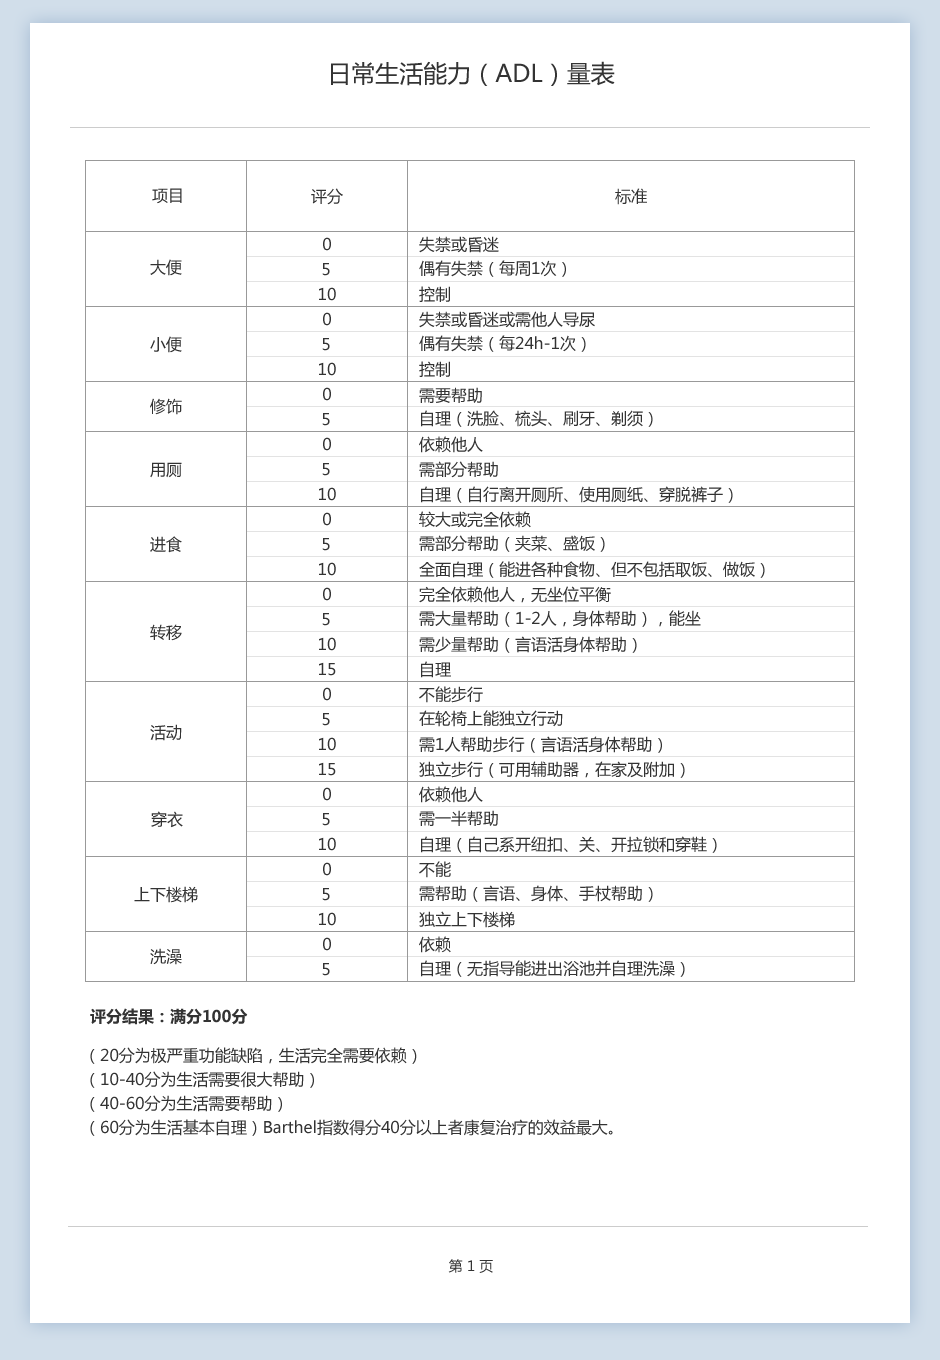 日常生活能力（ADL）量表
项目 评分 标准
大便
0 失禁或昏迷
5 偶有失禁（每周1次）
10 控制
小便
0 失禁或昏迷或需他人导尿
5 偶有失禁（每24h-1次）
10 控制
修饰
0 需要帮助
5 自理（洗脸、梳头、刷牙、剃须）
用厕
0 依赖他人
5 需部分帮助
10 自理（自行离开厕所、使用厕纸、穿脱裤子）
进食
0 较大或完全依赖
5 需部分帮助（夹菜、盛饭）
10 全面自理（能进各种食物、但不包括取饭、做饭）
转移
0 完全依赖他人，无坐位平衡
5 需大量帮助（1-2人，身体帮助），能坐
10 需少量帮助（言语活身体帮助）
15 自理
活动
0 不能步行
5 在轮椅上能独立行动
10 需1人帮助步行（言语活身体帮助）
15 独立步行（可用辅助器，在家及附加）
穿衣
0 依赖他人
5 需一半帮助
10 自理（自己系开纽扣、关、开拉锁和穿鞋）
上下楼梯
0 不能
5 需帮助（言语、身体、手杖帮助）
10 独立上下楼梯
洗澡
0 依赖
5 自理（无指导能进出浴池并自理洗澡）
评分结果：满分100分
（20分为极严重功能缺陷，生活完全需要依赖）
（10-40分为生活需要很大帮助）
（40-60分为生活需要帮助）
（60分为生活基本自理）Barthel指数得分40分以上者康复治疗的效益最大。
第 1 页